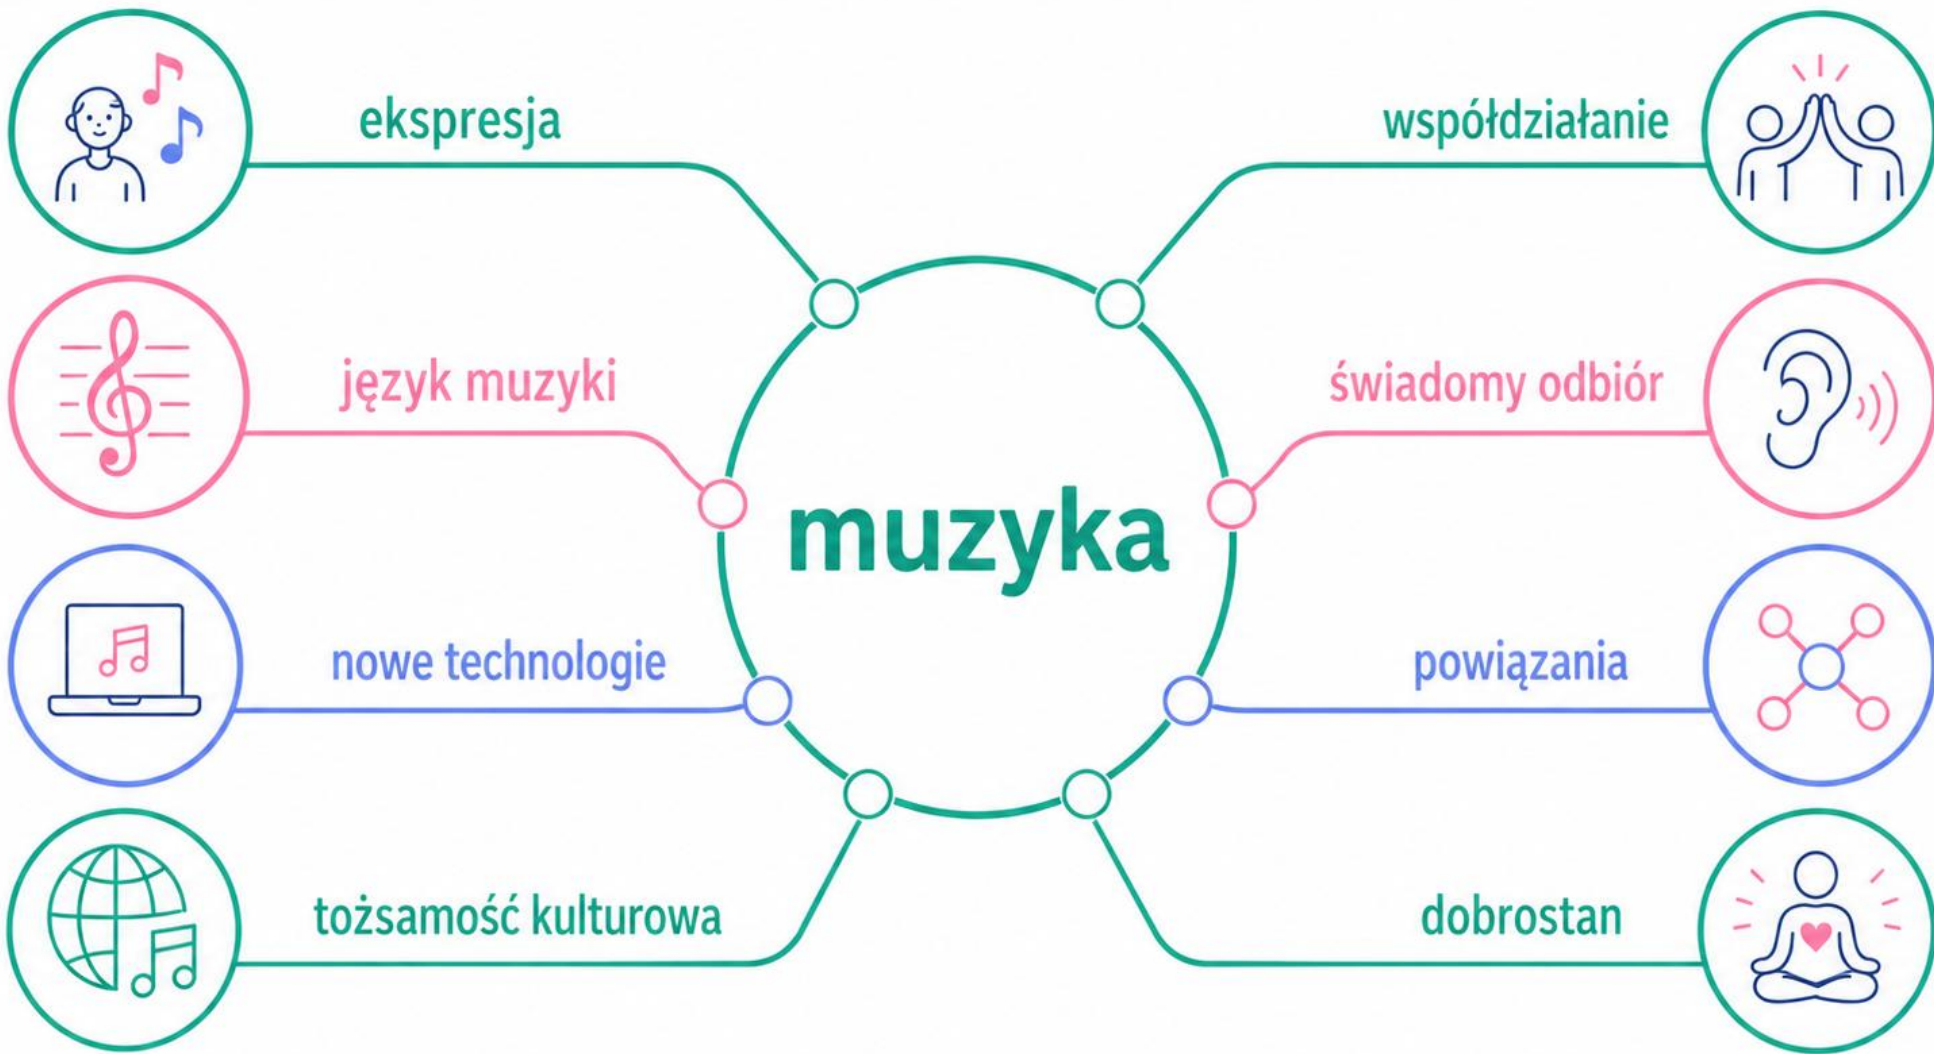 ekspresja
współdziałanie
język muzyki
świadomy odbiór
muzyka
nowe technologie
powiązania
tożsamość kulturowa
dobrostan